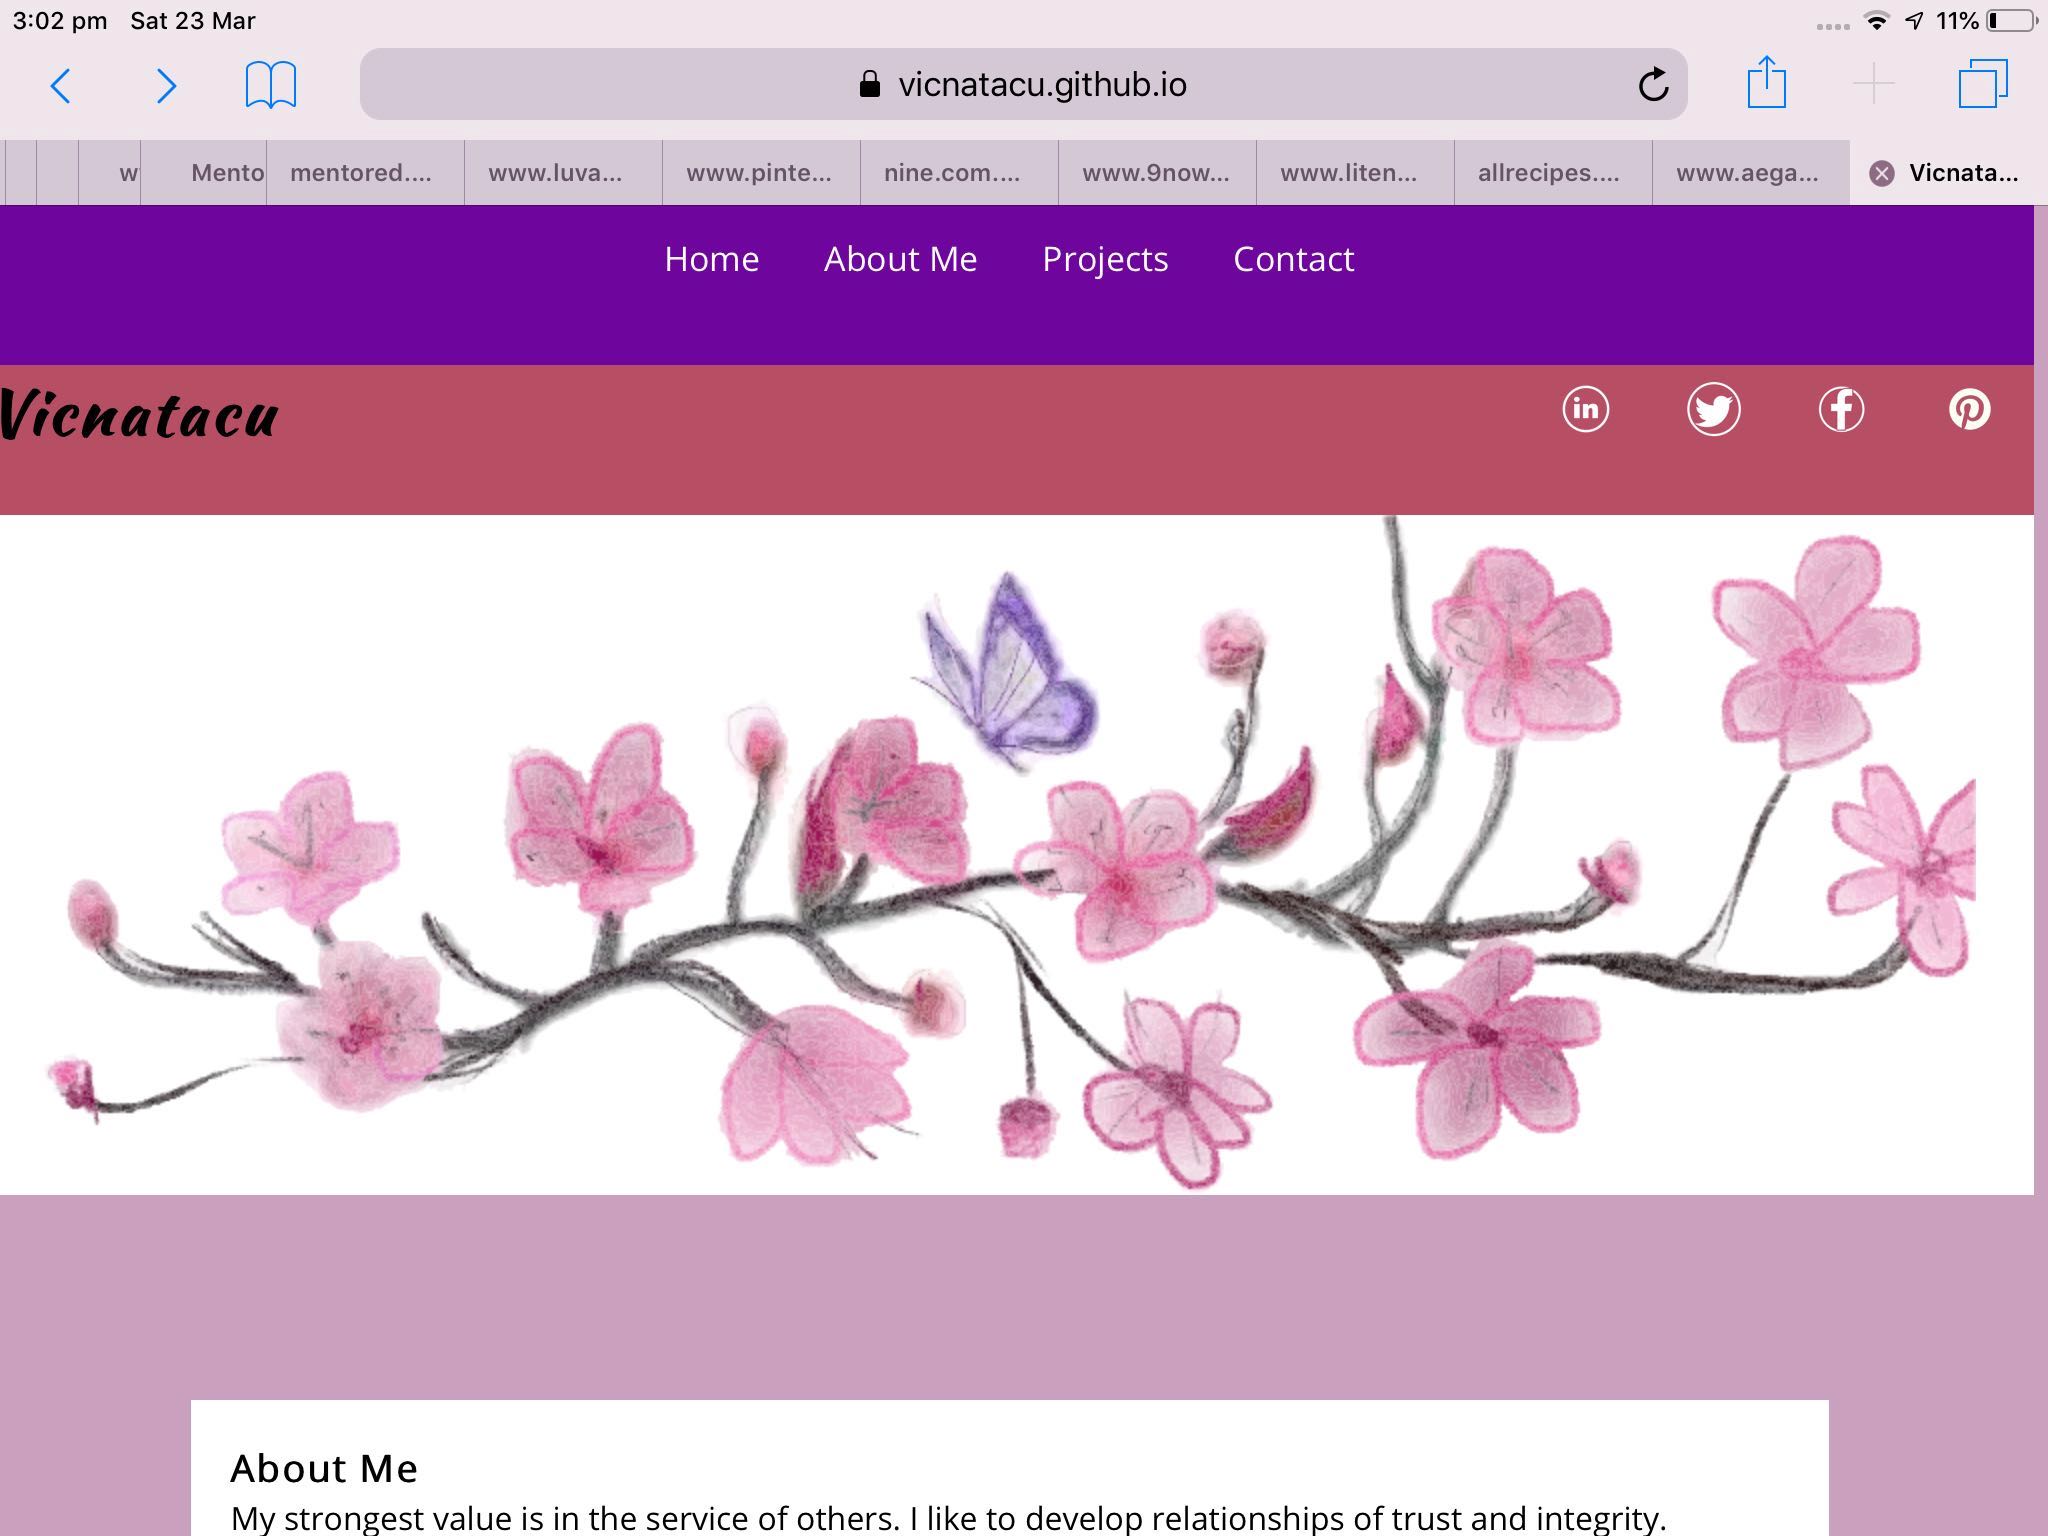 3:02 pm Sat 23 Mar 11%
vicnatacu.github.io
w Mento mentored.... www.luva... www.pinte... nine.com.... www.9now... www.liten... allrecipes.... www.aega... Vicnata...
Home About Me Projects Contact
Vicnatacu in
About Me
My strongest value is in the service of others. I like to develop relationships of trust and integrity.